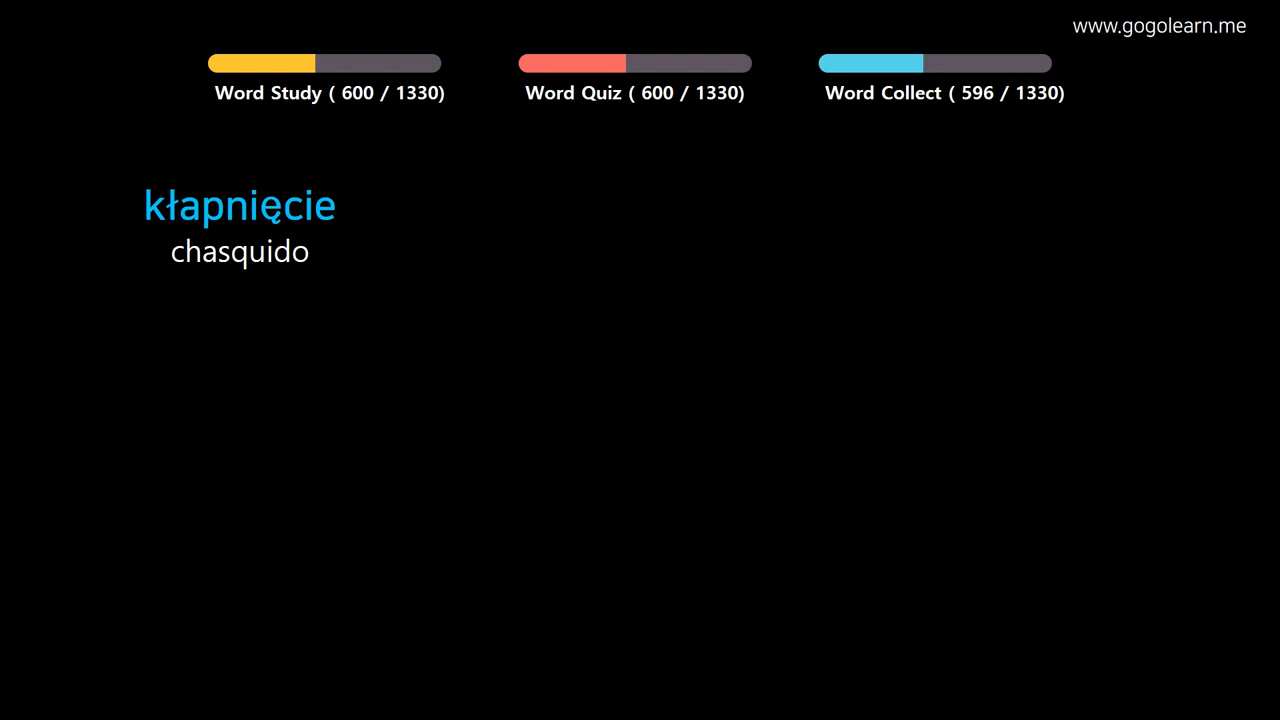 www.gogolearn.me
Word Study ( 600 / 1330)
Word Quiz ( 600 / 1330)
Word Collect ( 596 / 1330)
kłapnięcie
chasquido